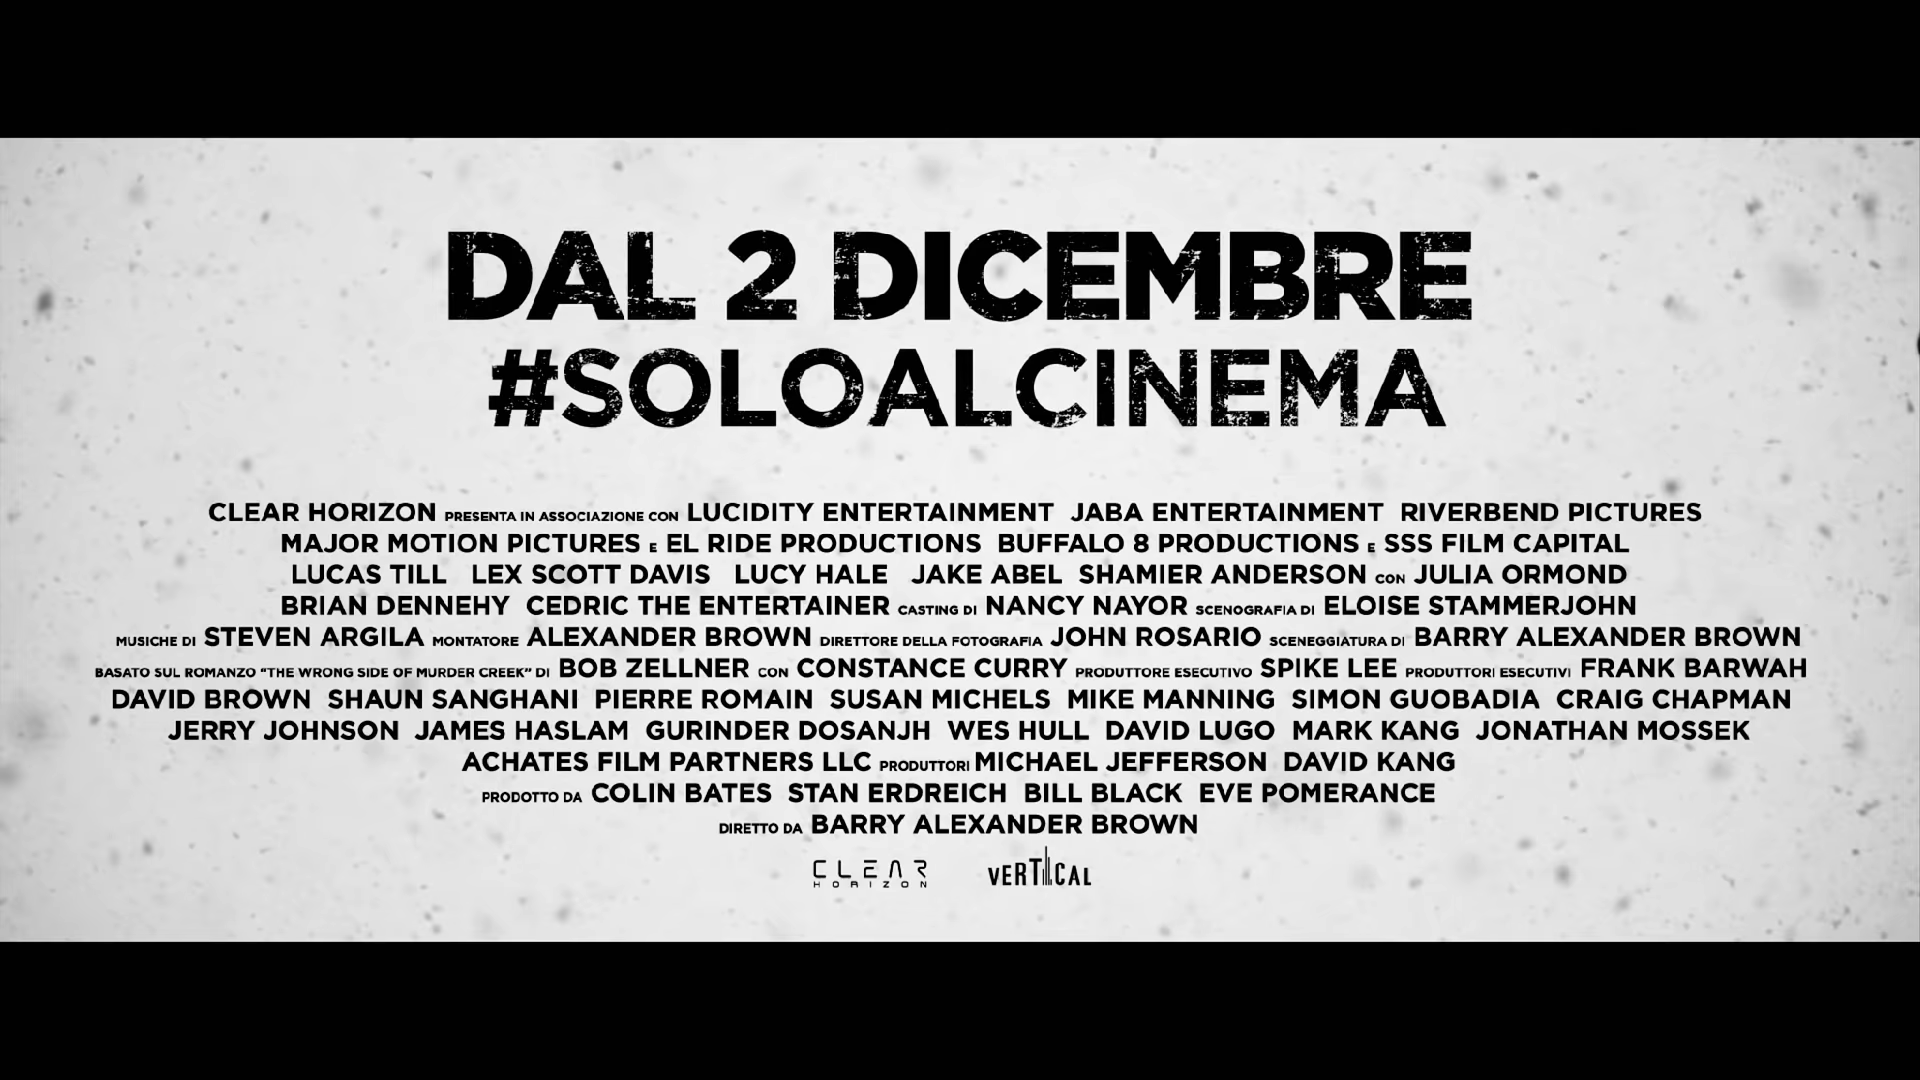 DAL 2 DICEMBRE
#SOLOALCINEMA
CLEAR HORIZON PRESENTA IN ASSOCIAZIONE CON LUCIDITY ENTERTAINMENT JABA ENTERTAINMENT RIVERBEND PICTURES
MAJOR MOTION PICTURES E EL RIDE PRODUCTIONS BUFFALO 8 PRODUCTIONS E SSS FILM CAPITAL
LUCAS TILL LEX SCOTT DAVIS LUCY HALE JAKE ABEL SHAMIER ANDERSON CON JULIA ORMOND
BRIAN DENNEHY CEDRIC THE ENTERTAINER CASTING DI NANCY NAYOR SCENOGRAFIA DI ELOISE STAMMERJOHN
MUSICHE DI STEVEN ARGILA MONTATORE ALEXANDER BROWN DIRETTORE DELLA FOTOGRAFIA JOHN ROSARIO SCENEGGIATURA DI BARRY ALEXANDER BROWN
BASATO SUL ROMANZO “THE WRONG SIDE OF MURDER CREEK” DI BOB ZELLNER CON CONSTANCE CURRY PRODUTTORE ESECUTIVO SPIKE LEE PRODUTTORI ESECUTIVI FRANK BARWAH
DAVID BROWN SHAUN SANGHANI PIERRE ROMAIN SUSAN MICHELS MIKE MANNING SIMON GUOBADIA CRAIG CHAPMAN
JERRY JOHNSON JAMES HASLAM GURINDER DOSANJH WES HULL DAVID LUGO MARK KANG JONATHAN MOSSEK
ACHATES FILM PARTNERS LLC PRODUTTORI MICHAEL JEFFERSON DAVID KANG
PRODOTTO DA COLIN BATES STAN ERDREICH BILL BLACK EVE POMERANCE
DIRETTO DA BARRY ALEXANDER BROWN
CLEAR HORIZON VERTICAL